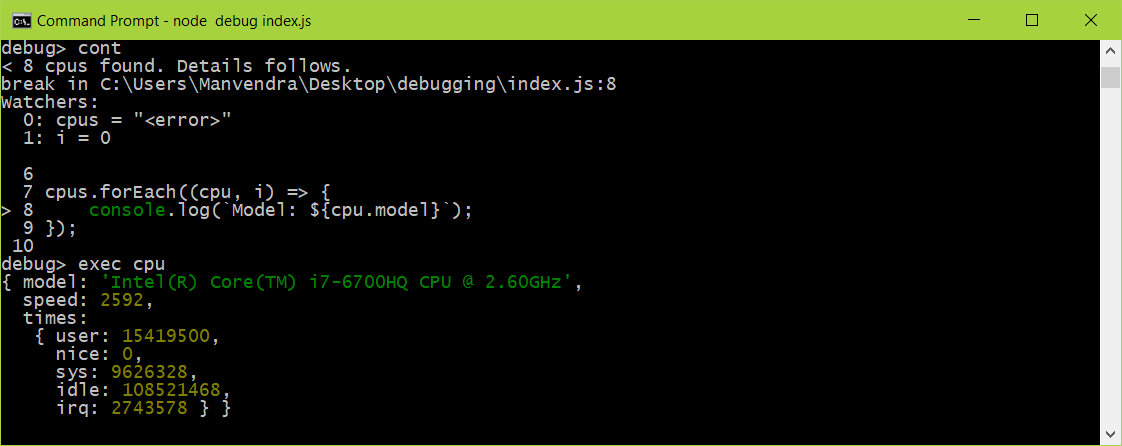 Command Prompt - node  debug index.js
debug> cont
< 8 cpus found. Details follows.
break in C:\Users\Manvendra\Desktop\debugging\index.js:8
Watchers:
  0: cpus = "<error>"
  1: i = 0
  6
  7 cpus.forEach((cpu, i) => {
> 8     console.log(`Model: ${cpu.model}`);
  9 });
 10
debug> exec cpu
{ model: 'Intel(R) Core(TM) i7-6700HQ CPU @ 2.60GHz',
  speed: 2592,
  times:
   { user: 15419500,
     nice: 0,
     sys: 9626328,
     idle: 108521468,
     irq: 2743578 } }